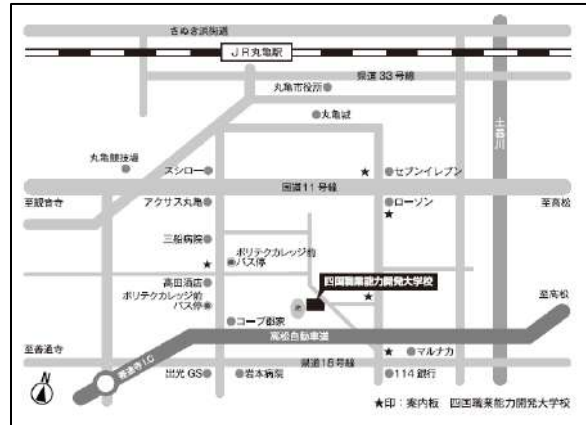 さぬき浜街道
JR丸亀駅
県道33号線
丸亀市役所
丸亀城
土器川
丸亀競技場
スシロー
★
セブンイレブン
国道11号線
至観音寺
アクサス丸亀
ローソン
★
至高松
三船病院
ポリテクカレッジ前
バス停
★
四国職業能力開発大学校
高田酒店
ポリテクカレッジ前
バス停
★
至高松
コープ郡家
高松自動車道
至善通寺
善通寺I.C
県道18号線
★
マルナカ
出光GS
岩本病院
114銀行
N
★印：案内板 四国職業能力開発大学校